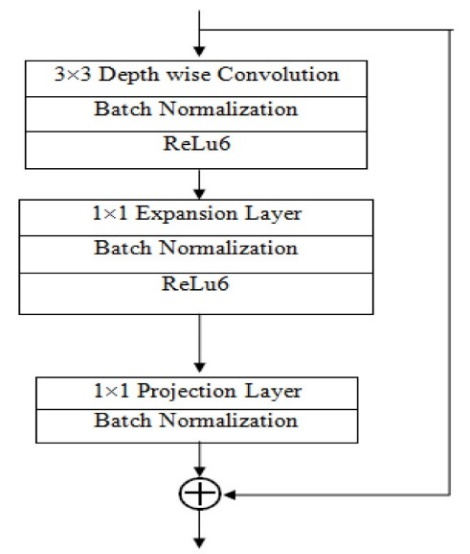 3×3 Depth wise Convolution
Batch Normalization
ReLu6
1×1 Expansion Layer
Batch Normalization
ReLu6
1×1 Projection Layer
Batch Normalization